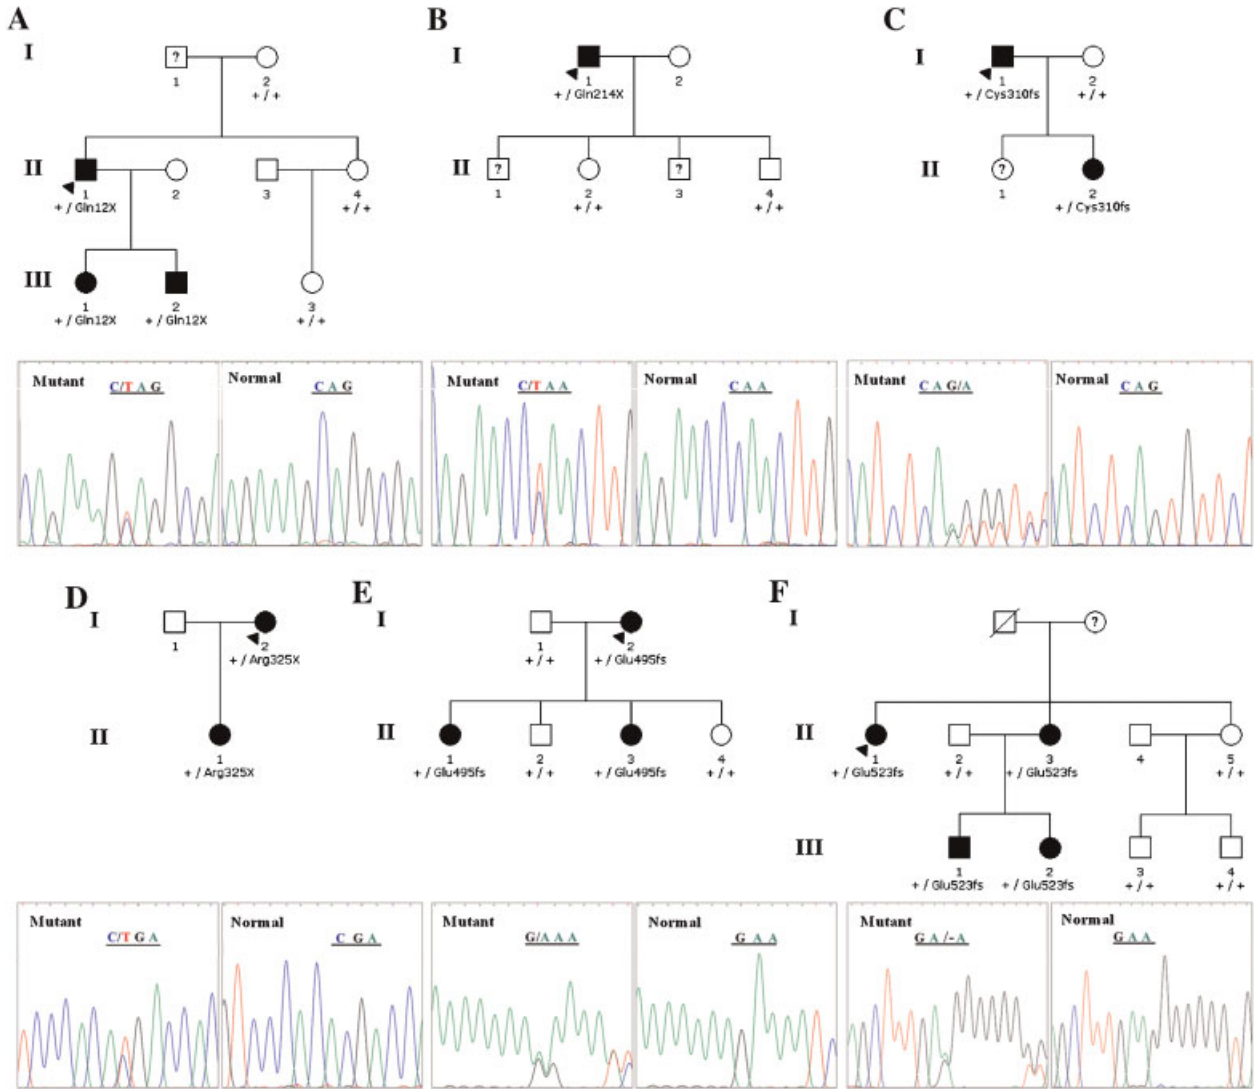 A
B
C
I
?
1
2
+ / +
I
1
+ / Gln214X
2
I
1
+ / Cys310fs
2
+ / +
II
1
+ / Gln12X
2
3
4
+ / +
II
?
1
2
+ / +
?
3
4
+ / +
II
?
1
2
+ / Cys310fs
III
1
+ / Gln12X
2
+ / Gln12X
3
+ / +
Mutant C/T A G
Normal C A G
Mutant C/T A A
Normal C A A
Mutant C A G/A
Normal C A G
D
E
F
I
1
2
+ / Arg325X
I
1
+ / +
2
+ / Glu495fs
I
?
II
1
+ / Arg325X
II
1
+ / Glu495fs
2
+ / +
3
+ / Glu495fs
4
+ / +
II
1
+ / Glu523fs
2
+ / +
3
+ / Glu523fs
4
5
+ / +
III
1
+ / Glu523fs
2
+ / Glu523fs
3
+ / +
4
+ / +
Mutant C/T G A
Normal C G A
Mutant G/A A A
Normal G A A
Mutant G A /-A
Normal G A A